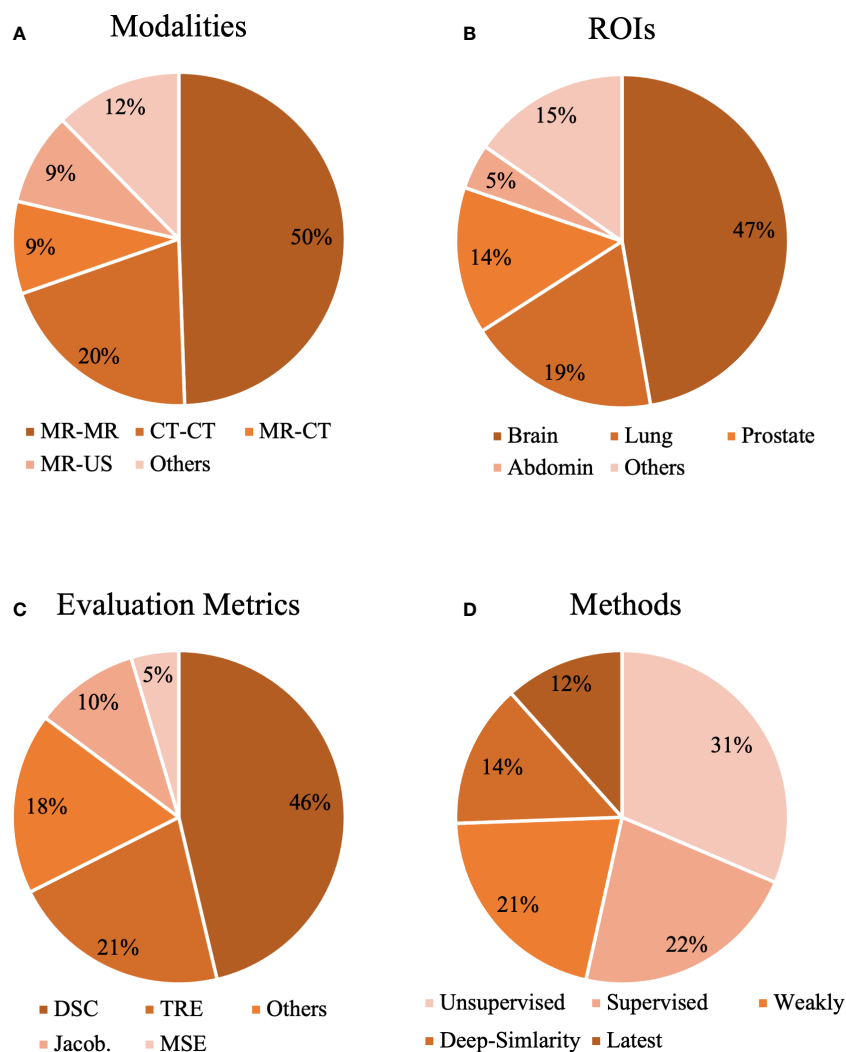 A Modalities
12%
9%
9%
20%
50%
MR-MR CT-CT MR-CT
MR-US Others
B ROIs
15%
5%
14%
19%
47%
Brain Lung Prostate
Abdomin Others
C Evaluation Metrics
5%
10%
18%
21%
46%
DSC TRE Others
Jacob. MSE
D Methods
12%
14%
21%
22%
31%
Unsupervised Supervised Weakly
Deep-Simlarity Latest